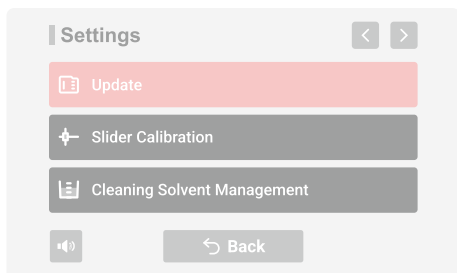 Settings
Update
Slider Calibration
Cleaning Solvent Management
Back